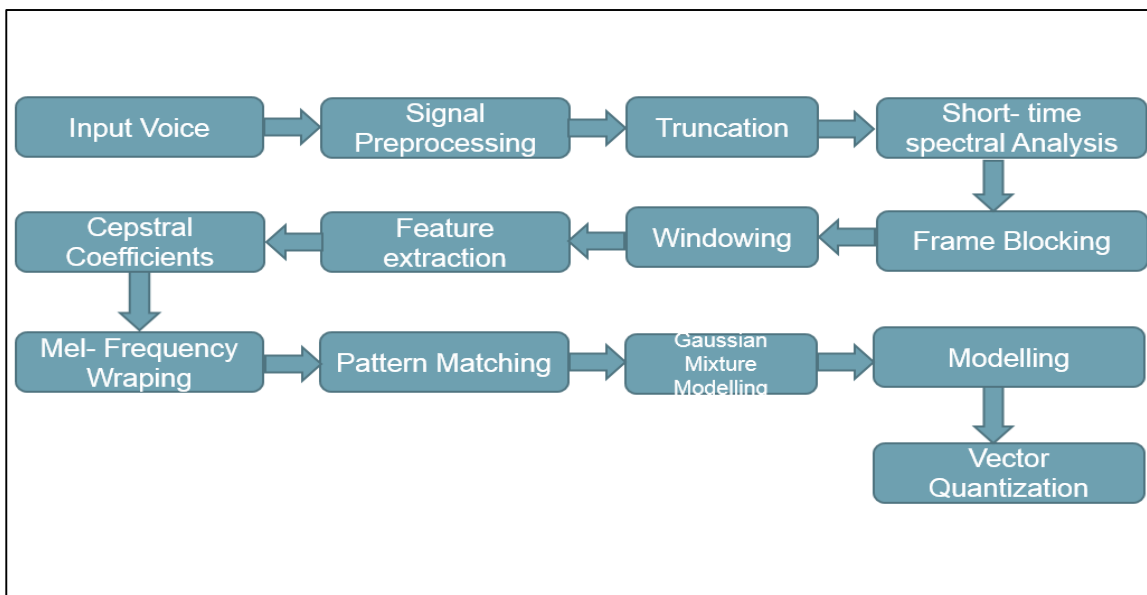 Input Voice
Signal
Preprocessing
Truncation
Short- time
spectral Analysis
Frame Blocking
Windowing
Feature
extraction
Cepstral
Coefficients
Mel- Frequency
Wraping
Pattern Matching
Gaussian
Mixture
Modelling
Modelling
Vector
Quantization